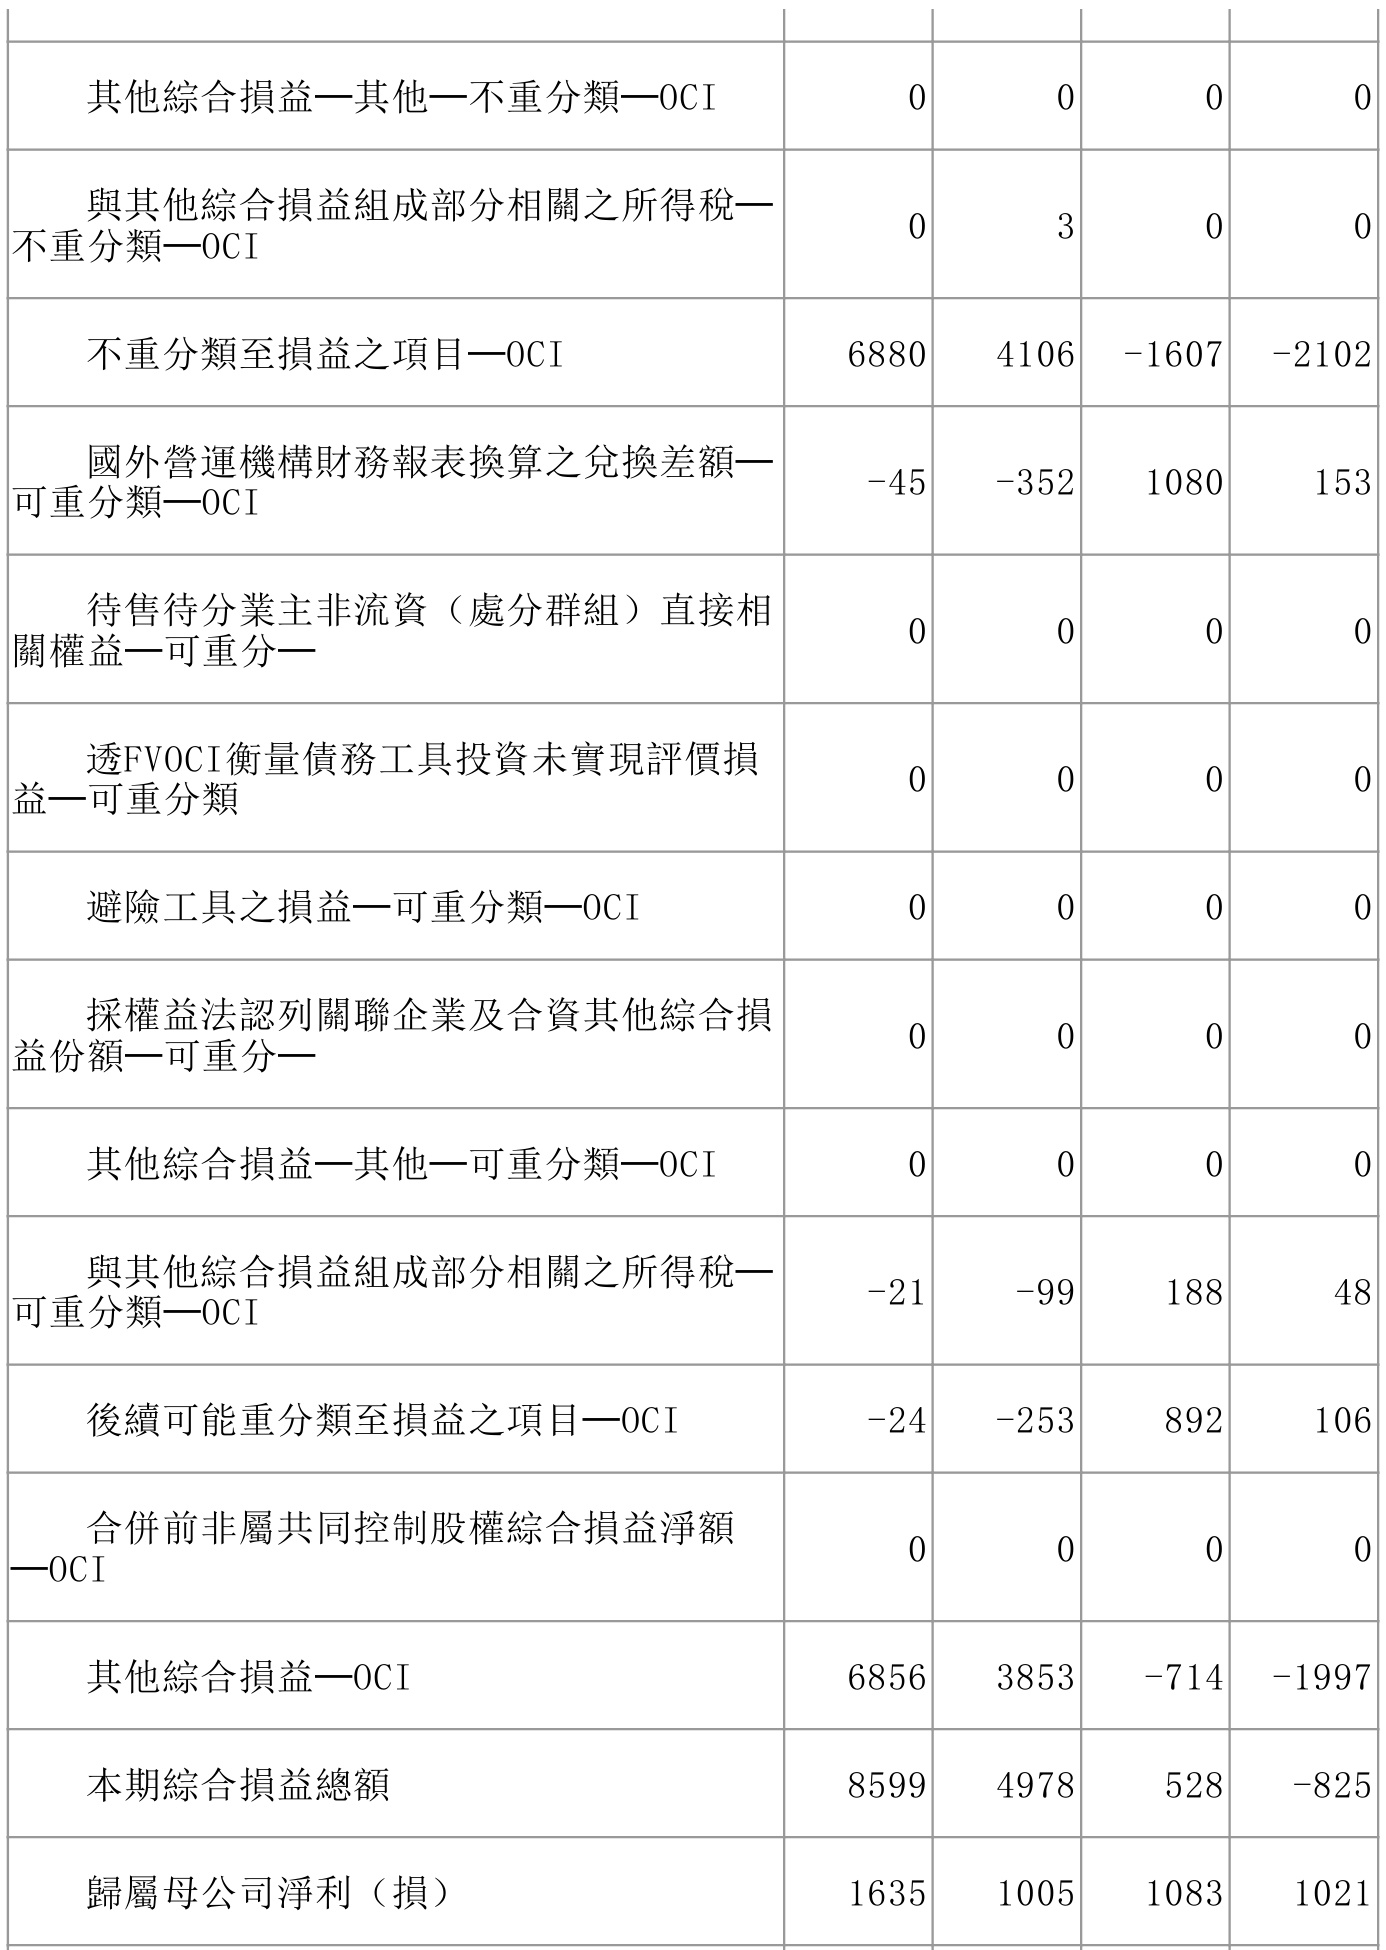 其他綜合損益—其他—不重分類—OCI 0 0 0 0
與其他綜合損益組成部分相關之所得稅—
不重分類—OCI 0 3 0 0
不重分類至損益之項目—OCI 6880 4106 -1607 -2102
國外營運機構財務報表換算之兌換差額—
可重分類—OCI -45 -352 1080 153
待售待分業主非流資（處分群組）直接相
關權益—可重分— 0 0 0 0
透FVOCI衡量債務工具投資未實現評價損
益—可重分類 0 0 0 0
避險工具之損益—可重分類—OCI 0 0 0 0
採權益法認列關聯企業及合資其他綜合損
益份額—可重分— 0 0 0 0
其他綜合損益—其他—可重分類—OCI 0 0 0 0
與其他綜合損益組成部分相關之所得稅—
可重分類—OCI -21 -99 188 48
後續可能重分類至損益之項目—OCI -24 -253 892 106
合併前非屬共同控制股權綜合損益淨額
—OCI 0 0 0 0
其他綜合損益—OCI 6856 3853 -714 -1997
本期綜合損益總額 8599 4978 528 -825
歸屬母公司淨利（損） 1635 1005 1083 1021